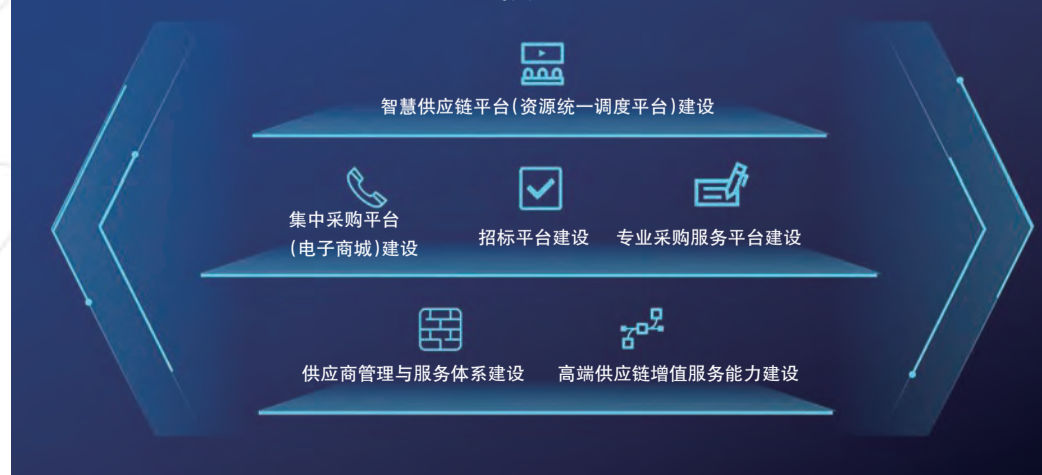 智慧供应链平台(资源统一调度平台)建设
集中采购平台
(电子商城)建设
招标平台建设
专业采购服务平台建设
供应商管理与服务体系建设
高端供应链增值服务能力建设